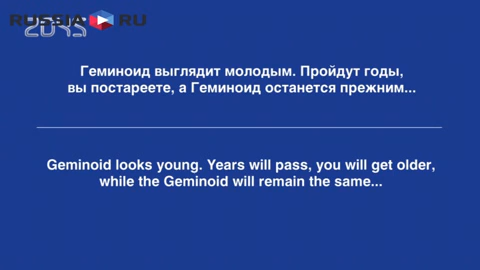 RUSSIA RU
2045
Геминоид выглядит молодым. Пройдут годы,
вы постареете, а Геминоид останется прежним...
Geminoid looks young. Years will pass, you will get older,
while the Geminoid will remain the same...